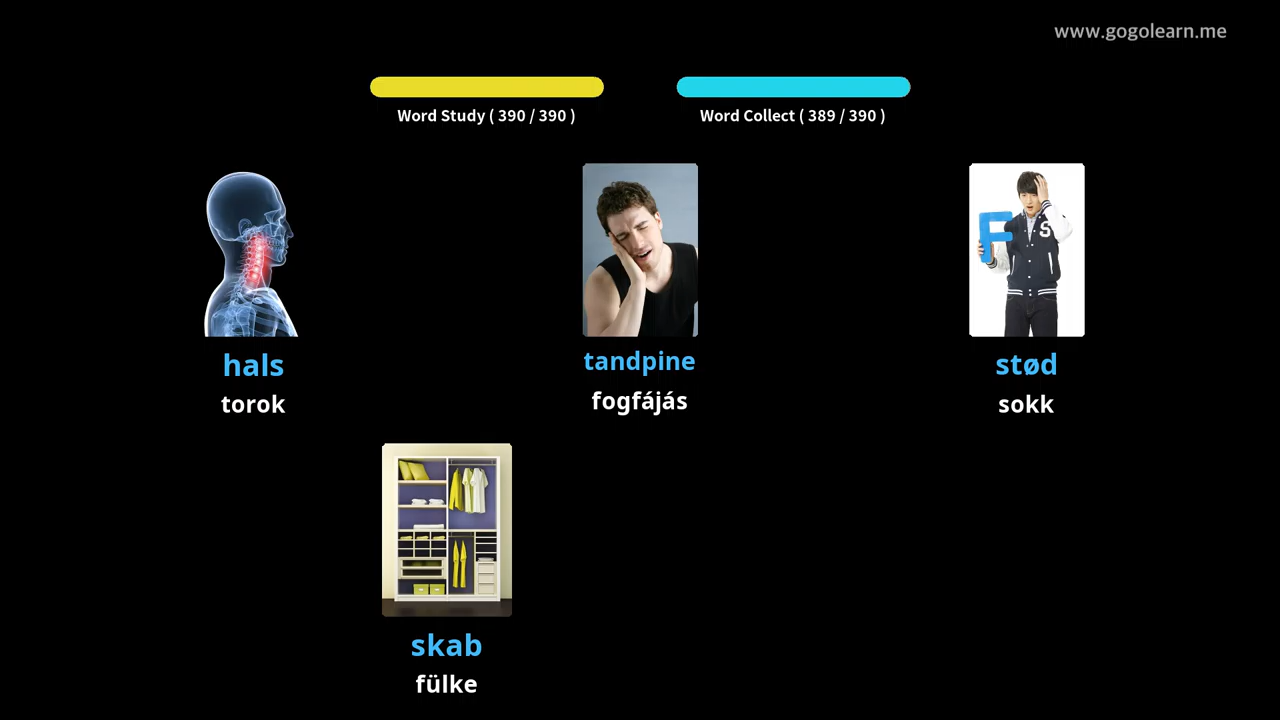 www.gogolearn.me
Word Study ( 390 / 390 )
Word Collect ( 389 / 390 )
F
S
hals
torok
tandpine
fogfájás
stød
sokk
skab
fülke